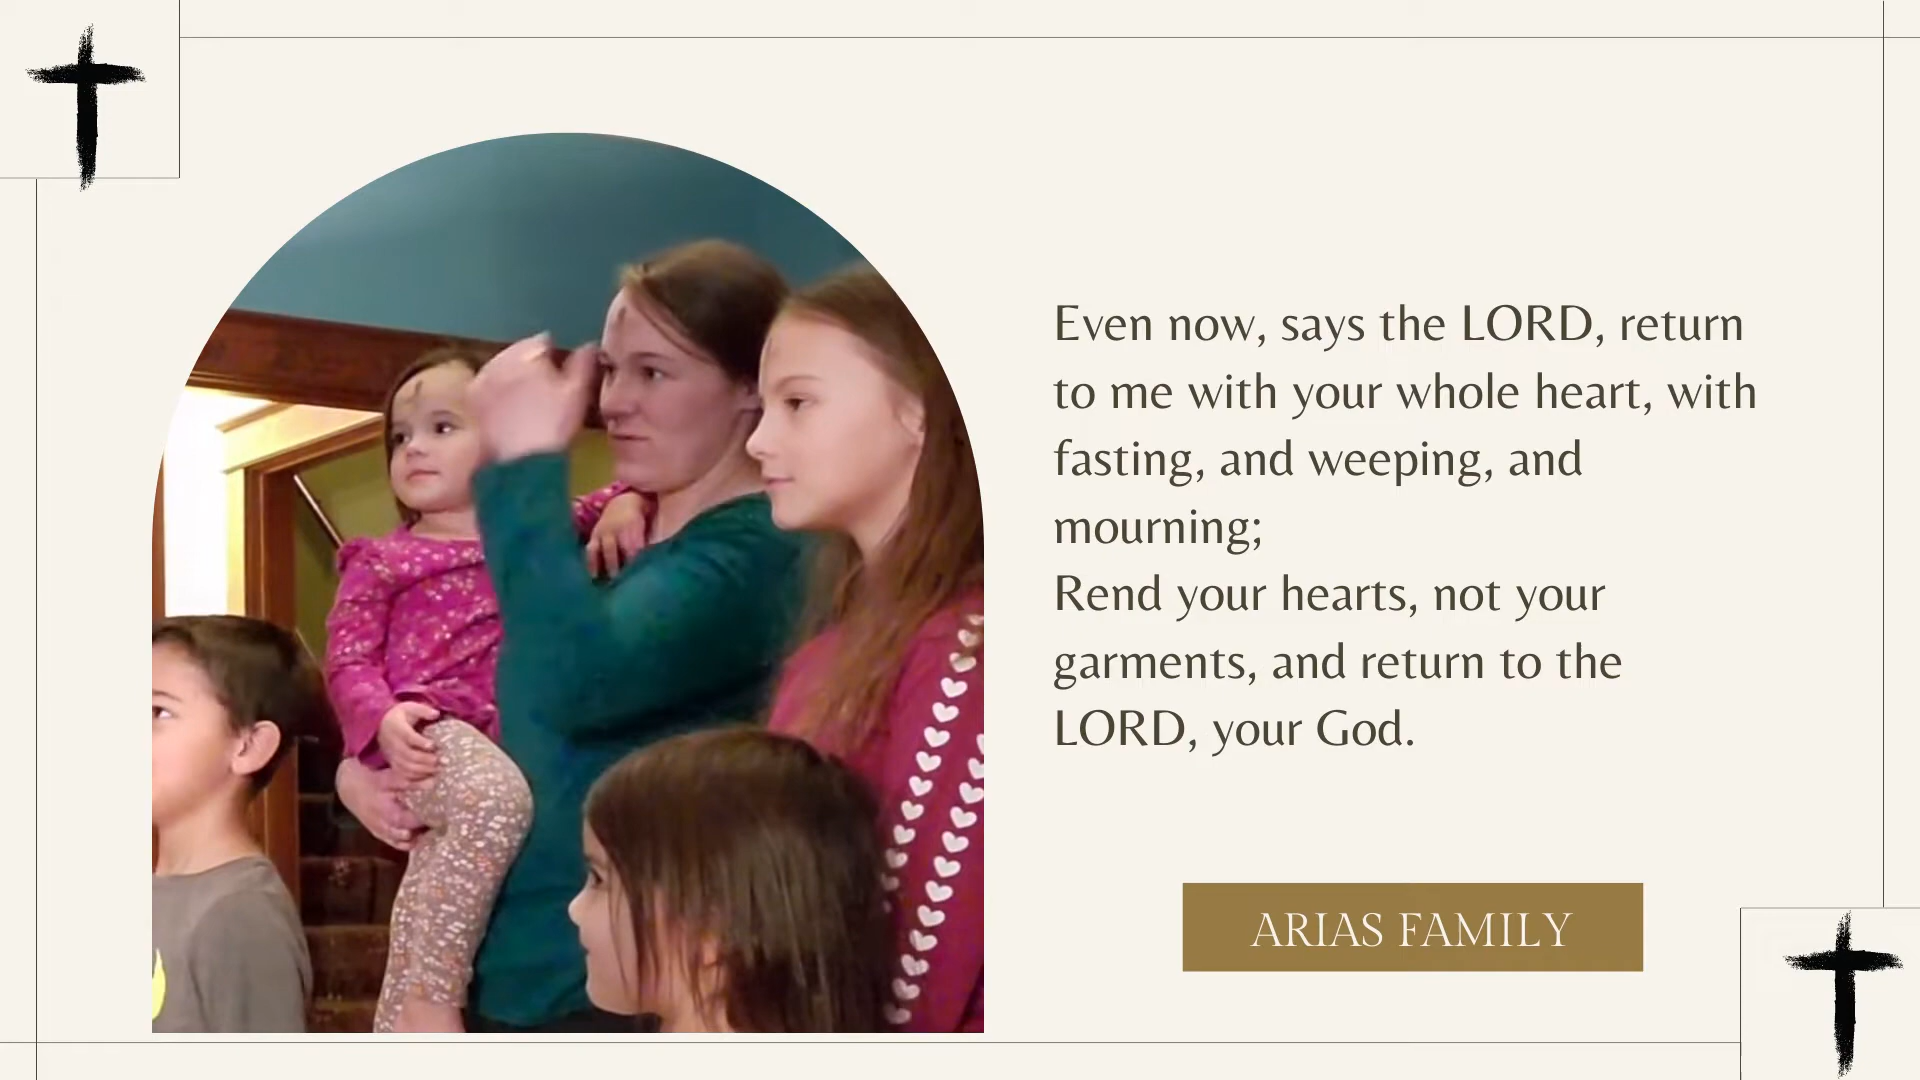 Even now, says the LORD, return
to me with your whole heart, with
fasting, and weeping, and
mourning;
Rend your hearts, not your
garments, and return to the
LORD, your God.
ARIAS FAMILY